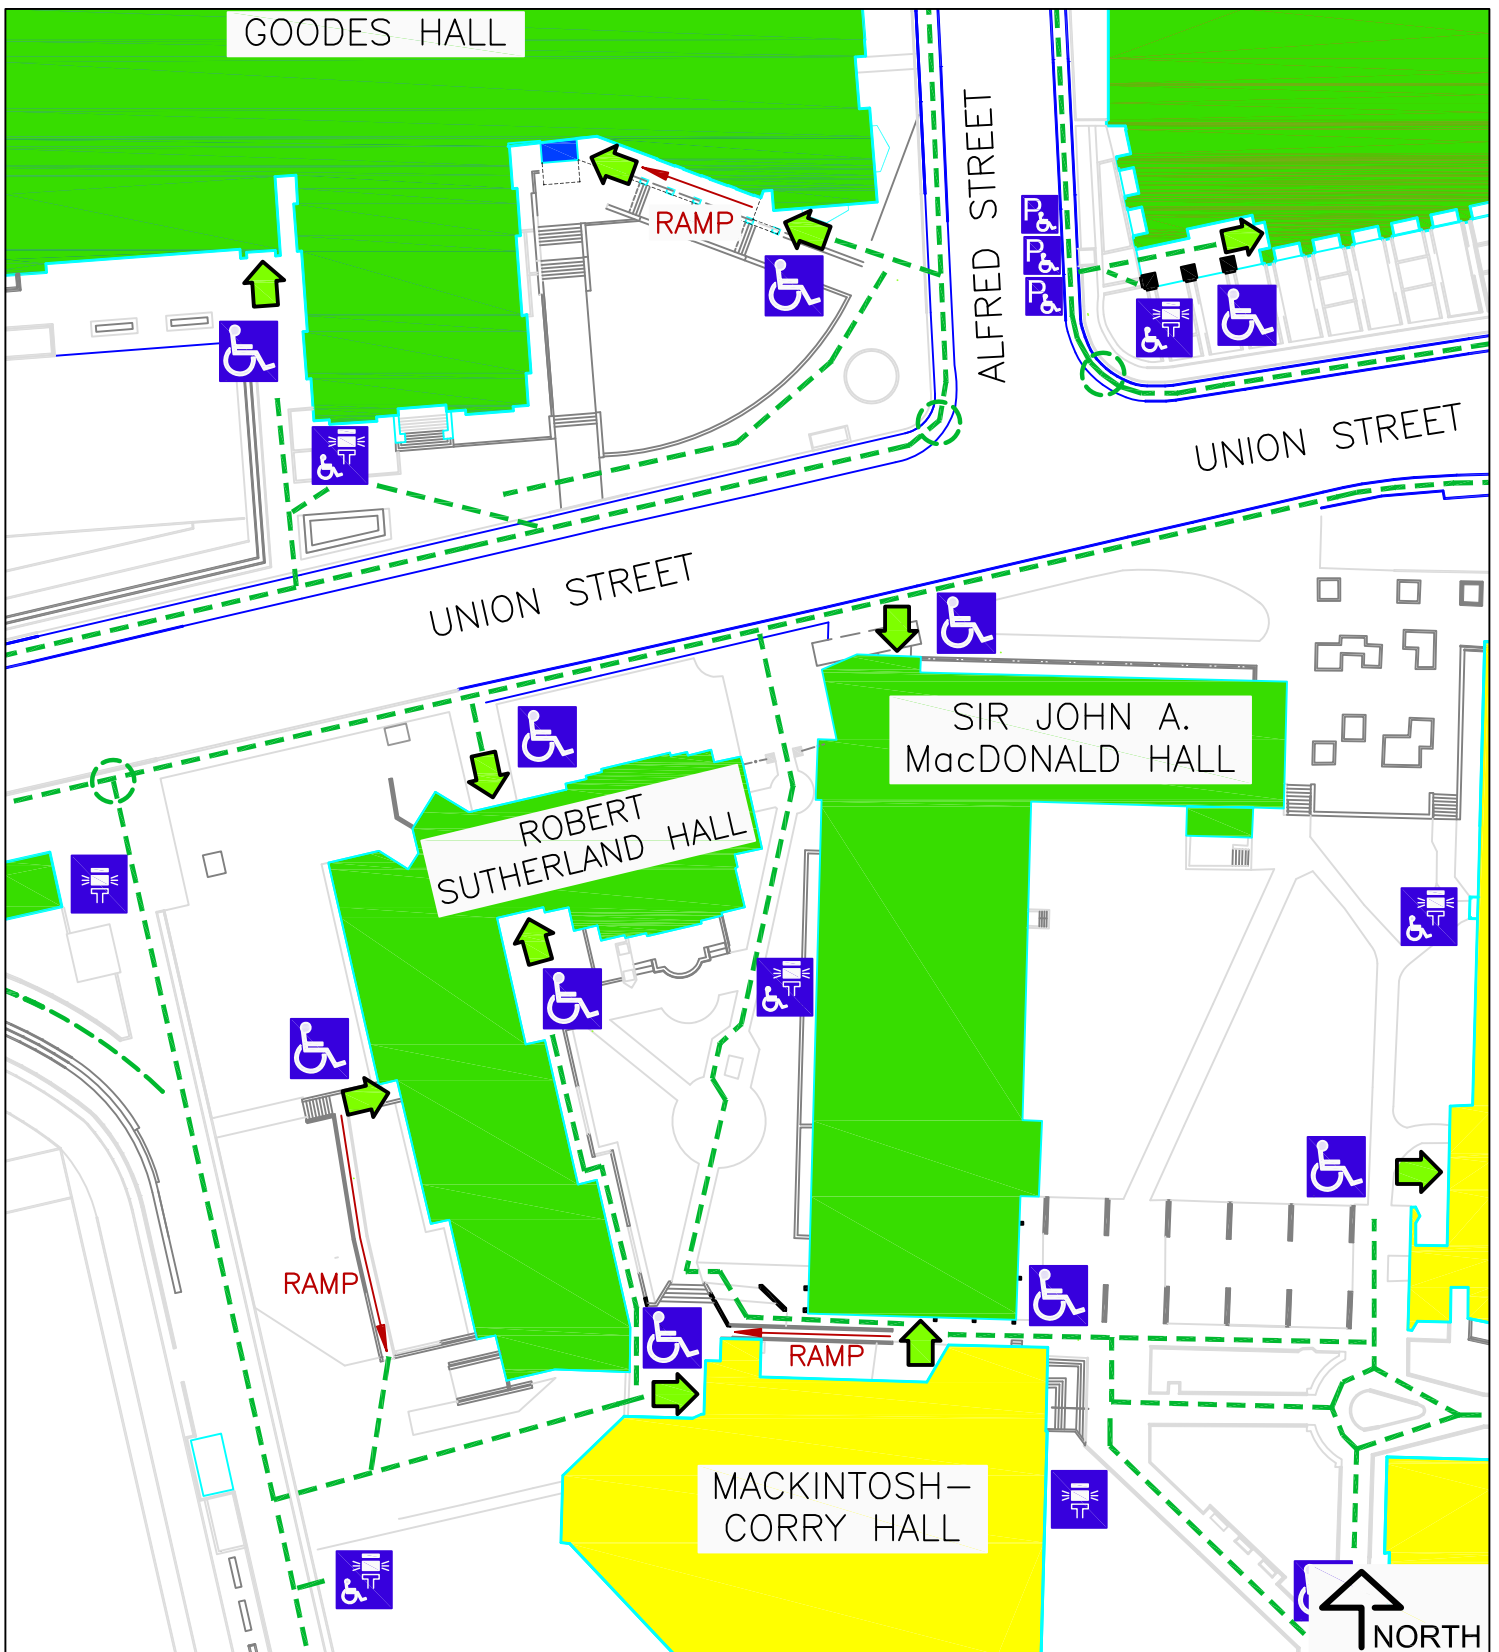 GOODES HALL
ALFRED STREET
RAMP
P
P
P
UNION STREET
UNION STREET
SIR JOHN A.
MacDONALD HALL
ROBERT
SUTHERLAND HALL
RAMP
RAMP
MACKINTOSH-
CORRY HALL
NORTH